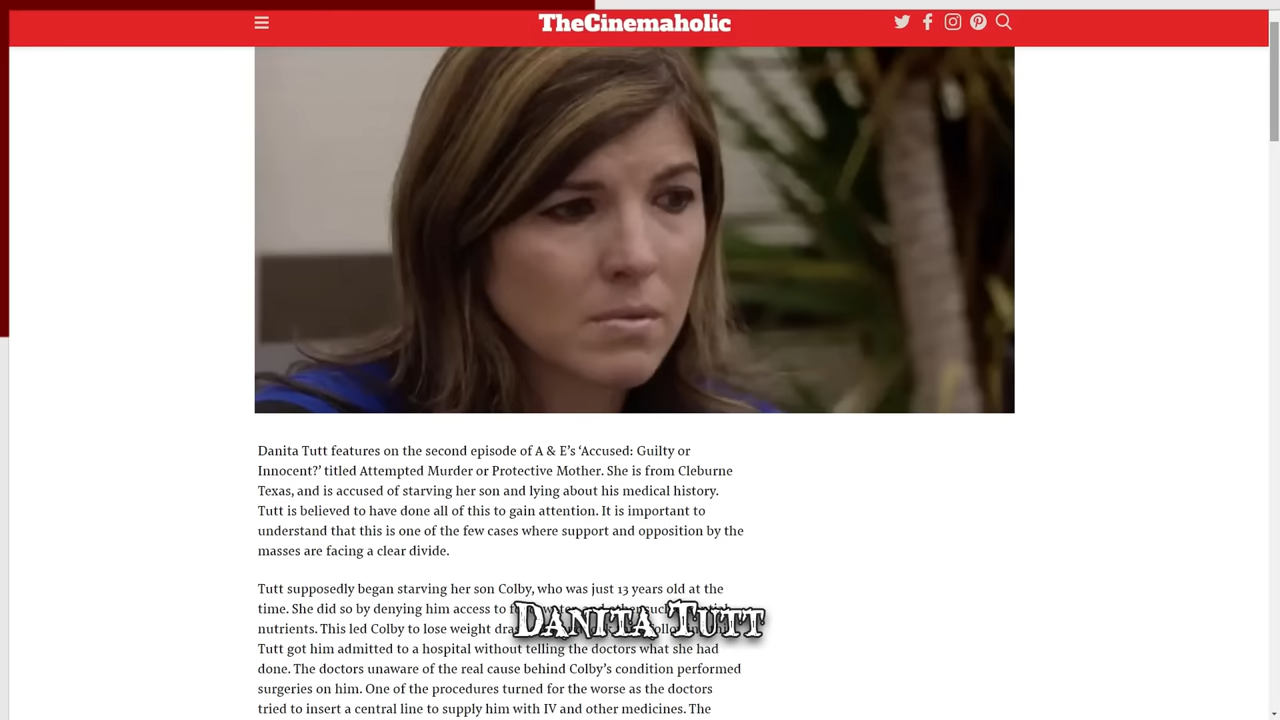 TheCinemaholic
Danita Tutt features on the second episode of A & E’s ‘Accused: Guilty or
Innocent?’ titled Attempted Murder or Protective Mother. She is from Cleburne
Texas, and is accused of starving her son and lying about his medical history.
Tutt is believed to have done all of this to gain attention. It is important to
understand that this is one of the few cases where support and opposition by the
masses are facing a clear divide.
Tutt supposedly began starving her son Colby, who was just 13 years old at the
time. She did so by denying him access to
nutrients. This led Colby to lose weight
DANITA TUTT
Tutt got him admitted to a hospital without telling the doctors what she had
done. The doctors unaware of the real cause behind Colby’s condition performed
surgeries on him. One of the procedures turned for the worse as the doctors
tried to insert a central line to supply him with IV and other medicines. The